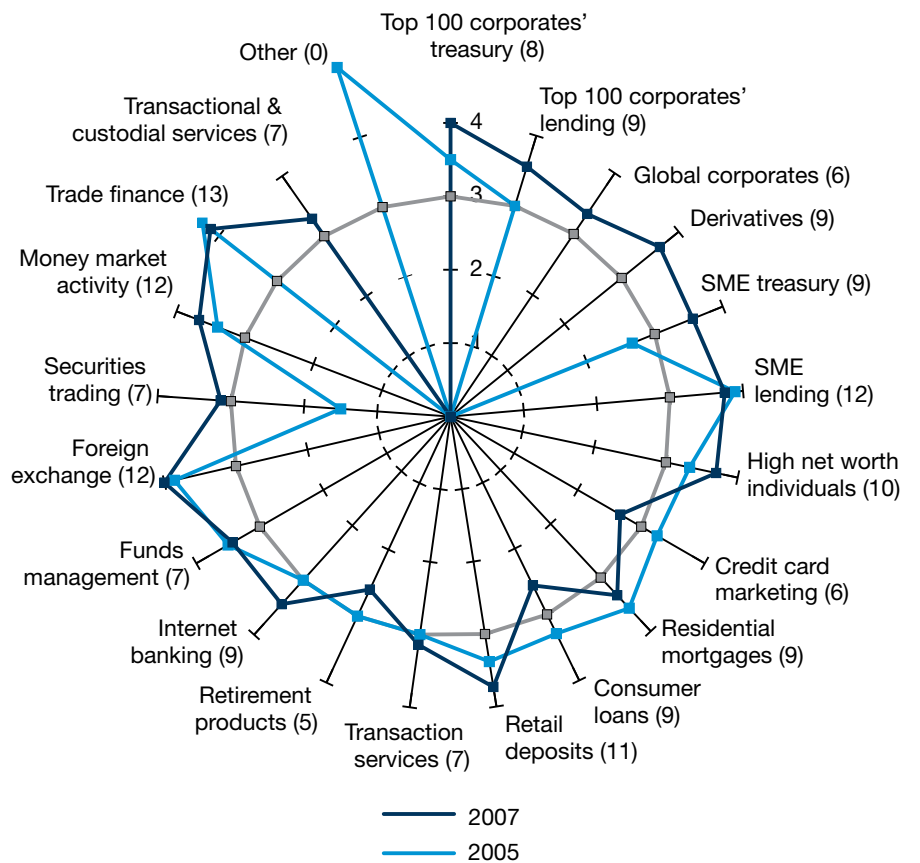 Top 100 corporates’
treasury (8)
Top 100 corporates’
lending (9)
Global corporates (6)
Derivatives (9)
SME treasury (9)
SME
lending (12)
High net worth
individuals (10)
Credit card
marketing (6)
Residential
mortgages (9)
Consumer
loans (9)
Retail
deposits (11)
Transaction
services (7)
Retirement
products (5)
Internet
banking (9)
Funds
management (7)
Foreign
exchange (12)
Securities
trading (7)
Money market
activity (12)
Trade finance (13)
Transactional &
custodial services (7)
Other (0)
4
3
2
1
2007
2005